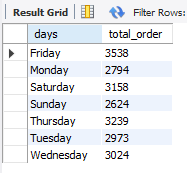 Result Grid Filter Rows:
days total_order
Friday 3538
Monday 2794
Saturday 3158
Sunday 2624
Thursday 3239
Tuesday 2973
Wednesday 3024